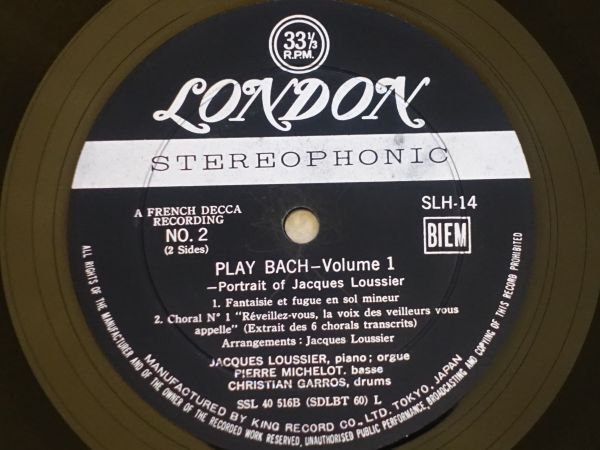 33⅓
R.P.M.
LONDON
STEREOPHONIC
A FRENCH DECCA
RECORDING
NO. 2
(2 Sides)
SLH-14
BIEM
PLAY BACH—Volume 1
—Portrait of Jacques Loussier
1. Fantaisie et fugue en sol mineur
2. Choral N° 1 "Réveillez-vous, la voix des veilleurs vous
appelle" (Extrait des 6 chorals transcrits)
Arrangements : Jacques Loussier
JACQUES LOUSSIER, piano ; orgue
PIERRE MICHELOT, basse
CHRISTIAN GARROS, drums
SSL 40 516B (SDLBT 60) L
MANUFACTURED BY KING RECORD CO., LTD. TOKYO, JAPAN
ALL RIGHTS OF THE MANUFACTURER AND OF THE OWNER OF THE RECORDED WORK RESERVED. UNAUTHORISED PUBLIC PERFORMANCE, BROADCASTING AND COPYING OF THIS RECORD PROHIBITED